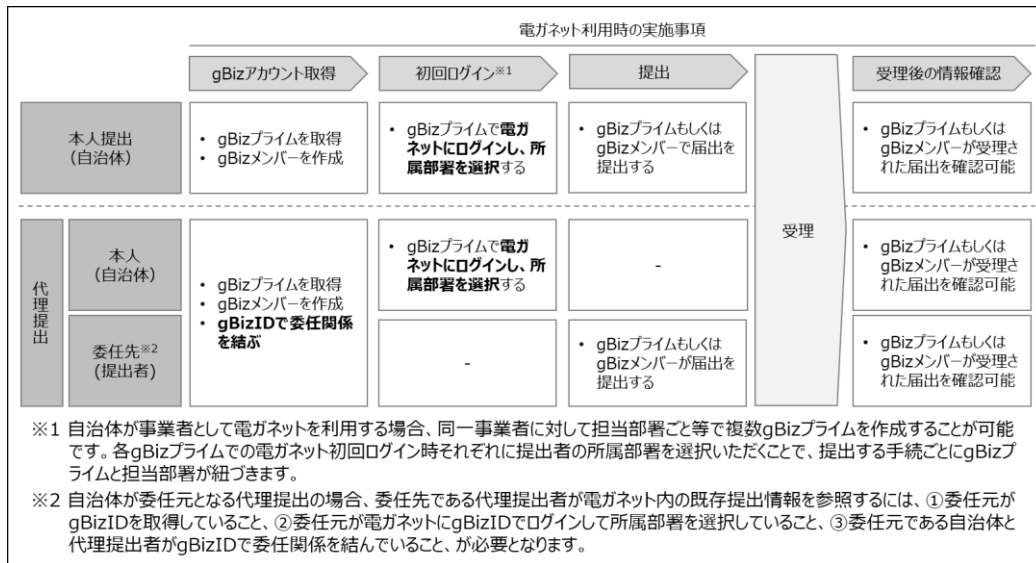 電ガネット利用時の実施事項
gBizアカウント取得
初回ログイン※1
提出
受理後の情報確認
本人提出
(自治体)
• gBizプライムを取得
• gBizメンバーを作成
• gBizプライムで電ガ
ネットにログインし、所
属部署を選択する
• gBizプライムもしくは
gBizメンバーで届出を
提出する
受理
• gBizプライムもしくは
gBizメンバーが受理さ
れた届出を確認可能
代理提出
本人
(自治体)
• gBizプライムを取得
• gBizメンバーを作成
• gBizIDで委任関係
を結ぶ
• gBizプライムで電ガ
ネットにログインし、所
属部署を選択する
-
• gBizプライムもしくは
gBizメンバーが受理さ
れた届出を確認可能
委任先※2
(提出者)
-
• gBizプライムもしくは
gBizメンバーが届出を
提出する
• gBizプライムもしくは
gBizメンバーが受理さ
れた届出を確認可能
※1 自治体が事業者として電ガネットを利用する場合、同一事業者に対して担当部署ごと等で複数gBizプライムを作成することが可能
です。各gBizプライムでの電ガネット初回ログイン時それぞれに提出者の所属部署を選択いただくことで、提出する手続ごとにgBizプ
ライムと担当部署が紐づきます。
※2 自治体が委任元となる代理提出の場合、委任先である代理提出者が電ガネット内の既存提出情報を参照するには、①委任元が
gBizIDを取得していること、②委任元が電ガネットにgBizIDでログインして所属部署を選択していること、③委任元である自治体と
代理提出者がgBizIDで委任関係を結んでいること、が必要となります。